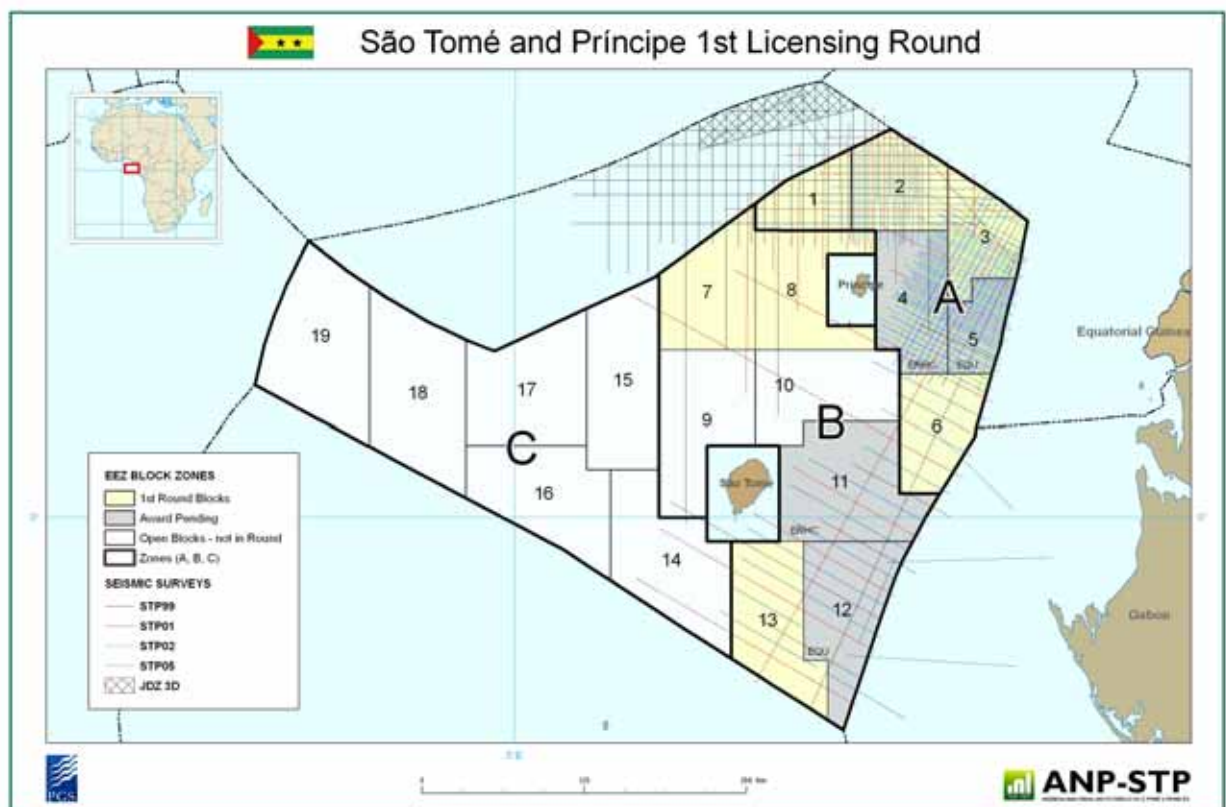 São Tomé and Príncipe 1st Licensing Round
1
2
3
4
A
5
Príncipe
7
8
6
ERHC
EQU
Equatorial Guinea
19
18
17
15
10
9
B
C
16
São Tomé
11
ERHC
14
13
12
EQU
Gabon
EEZ BLOCK ZONES
1st Round Blocks
Award Pending
Open Blocks - not in Round
Zones (A, B, C)
SEISMIC SURVEYS
STP99
STP01
STP02
STP05
JDZ 3D
PGS
0
ANP-STP